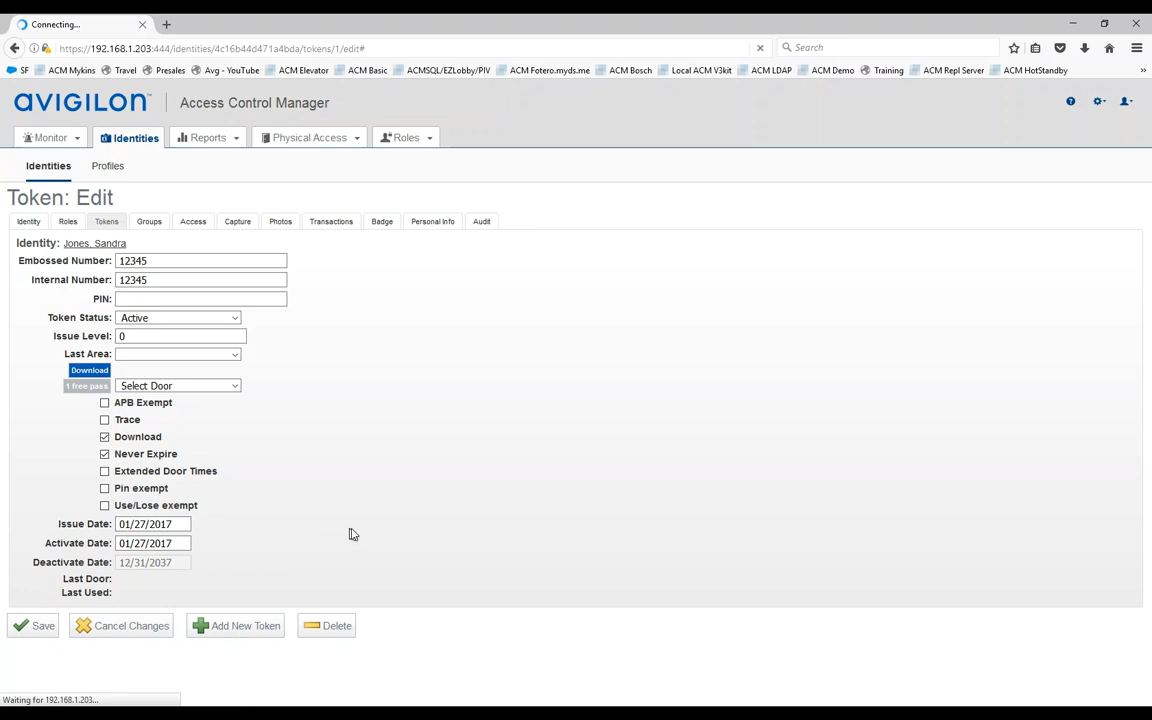 Connecting...
https://192.168.1.203:444/identities/4c16b44d471a4bda/tokens/1/edit#
Search
SF ACM Mykins Travel Presales Avg - YouTube ACM Elevator ACM Basic ACMSQL/EZLobby/PIV ACM Fotero.myds.me ACM Bosch Local ACM V3kit ACM LDAP ACM Demo Training ACM Repl Server ACM HotStandby
avigilon Access Control Manager
Monitor Identities Reports Physical Access Roles
Identities Profiles
Token: Edit
Identity Roles Tokens Groups Access Capture Photos Transactions Badge Personal Info Audit
Identity: Jones, Sandra
Embossed Number: 12345
Internal Number: 12345
PIN:
Token Status: Active
Issue Level: 0
Last Area:
Download
1 free pass Select Door
APB Exempt
Trace
Download
Never Expire
Extended Door Times
Pin exempt
Use/Lose exempt
Issue Date: 01/27/2017
Activate Date: 01/27/2017
Deactivate Date: 12/31/2037
Last Door:
Last Used:
Save Cancel Changes Add New Token Delete
Waiting for 192.168.1.203...